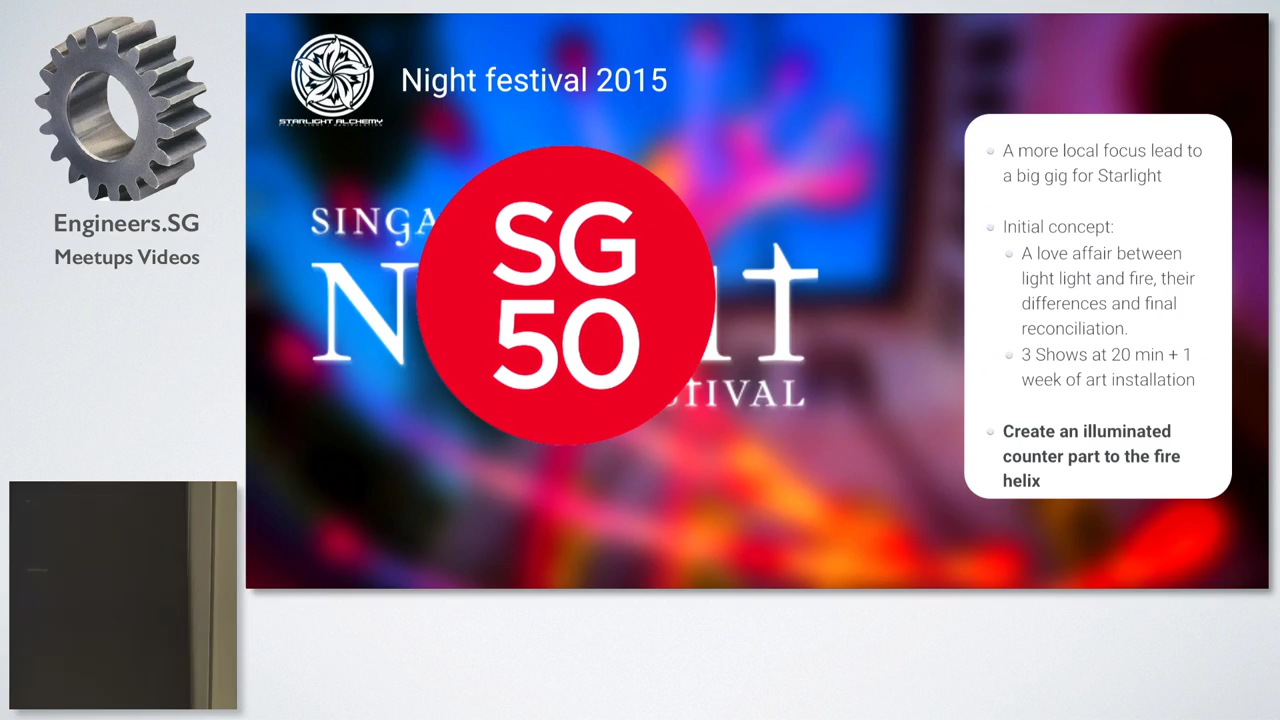 Engineers.SG
Meetups Videos
STARLIGHT ALCHEMY
Night festival 2015
SG
50
A more local focus lead to
a big gig for Starlight
Initial concept:
A love affair between
light light and fire, their
differences and final
reconciliation.
3 Shows at 20 min + 1
week of art installation
Create an illuminated
counter part to the fire
helix